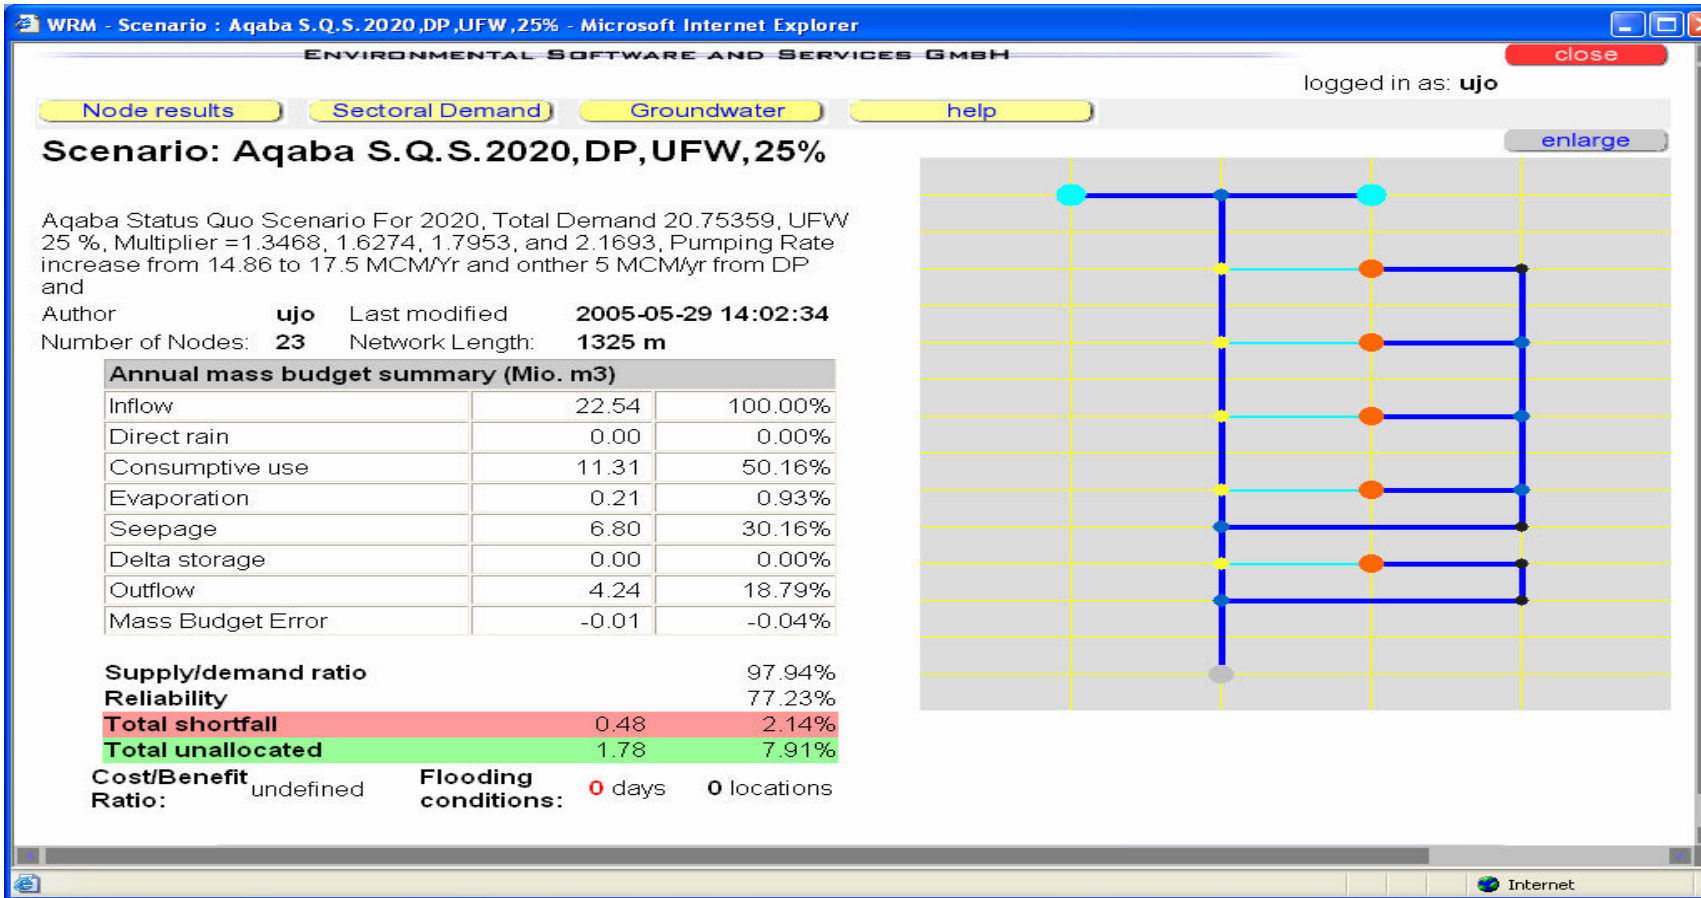 WRM - Scenario : Aqaba S.Q.S.2020,DP,UFW,25% - Microsoft Internet Explorer
ENVIRONMENTAL SOFTWARE AND SERVICES GMBH
close
logged in as: ujo
Node results Sectoral Demand Groundwater help
enlarge
Scenario: Aqaba S.Q.S.2020,DP,UFW,25%
Aqaba Status Quo Scenario For 2020, Total Demand 20.75359, UFW
25 %, Multiplier =1.3468, 1.6274, 1.7953, and 2.1693, Pumping Rate
increase from 14.86 to 17.5 MCM/Yr and onther 5 MCM/yr from DP
and
Author ujo Last modified 2005-05-29 14:02:34
Number of Nodes: 23 Network Length: 1325 m
Annual mass budget summary (Mio. m3)
Inflow 22.54 100.00%
Direct rain 0.00 0.00%
Consumptive use 11.31 50.16%
Evaporation 0.21 0.93%
Seepage 6.80 30.16%
Delta storage 0.00 0.00%
Outflow 4.24 18.79%
Mass Budget Error -0.01 -0.04%
Supply/demand ratio 97.94%
Reliability 77.23%
Total shortfall 0.48 2.14%
Total unallocated 1.78 7.91%
Cost/Benefit Ratio: undefined Flooding conditions: 0 days 0 locations
Internet